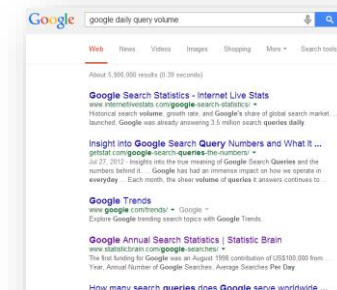 Google google daily query volume
Web News Videos Images Shopping More Search tools
About 5,900,000 results (0.39 seconds)
Google Search Statistics - Internet Live Stats
www.internetlivestats.com/google-search-statistics/
Historical search volume, growth rate, and Google's share of global search market. ...
launched, Google was already answering 3.5 million search queries daily.
Insight into Google Search Query Numbers and What It ...
getstat.com/google-search-queries-the-numbers/
Jul 27, 2012 - Insights into the true meaning of Google Search Queries and the
numbers behind it. ... Google has had an immense impact on how we operate in
everyday ... Each month, the sheer volume of queries it answers continues to ...
Google Trends
www.google.com/trends/ Google
Explore Google trending search topics with Google Trends.
Google Annual Search Statistics | Statistic Brain
www.statisticbrain.com/google-searches/
The first funding for Google was an August 1998 contribution of US$100,000 from ...
Year, Annual Number of Google Searches, Average Searches Per Day.
How many search queries does Google serve worldwide ...